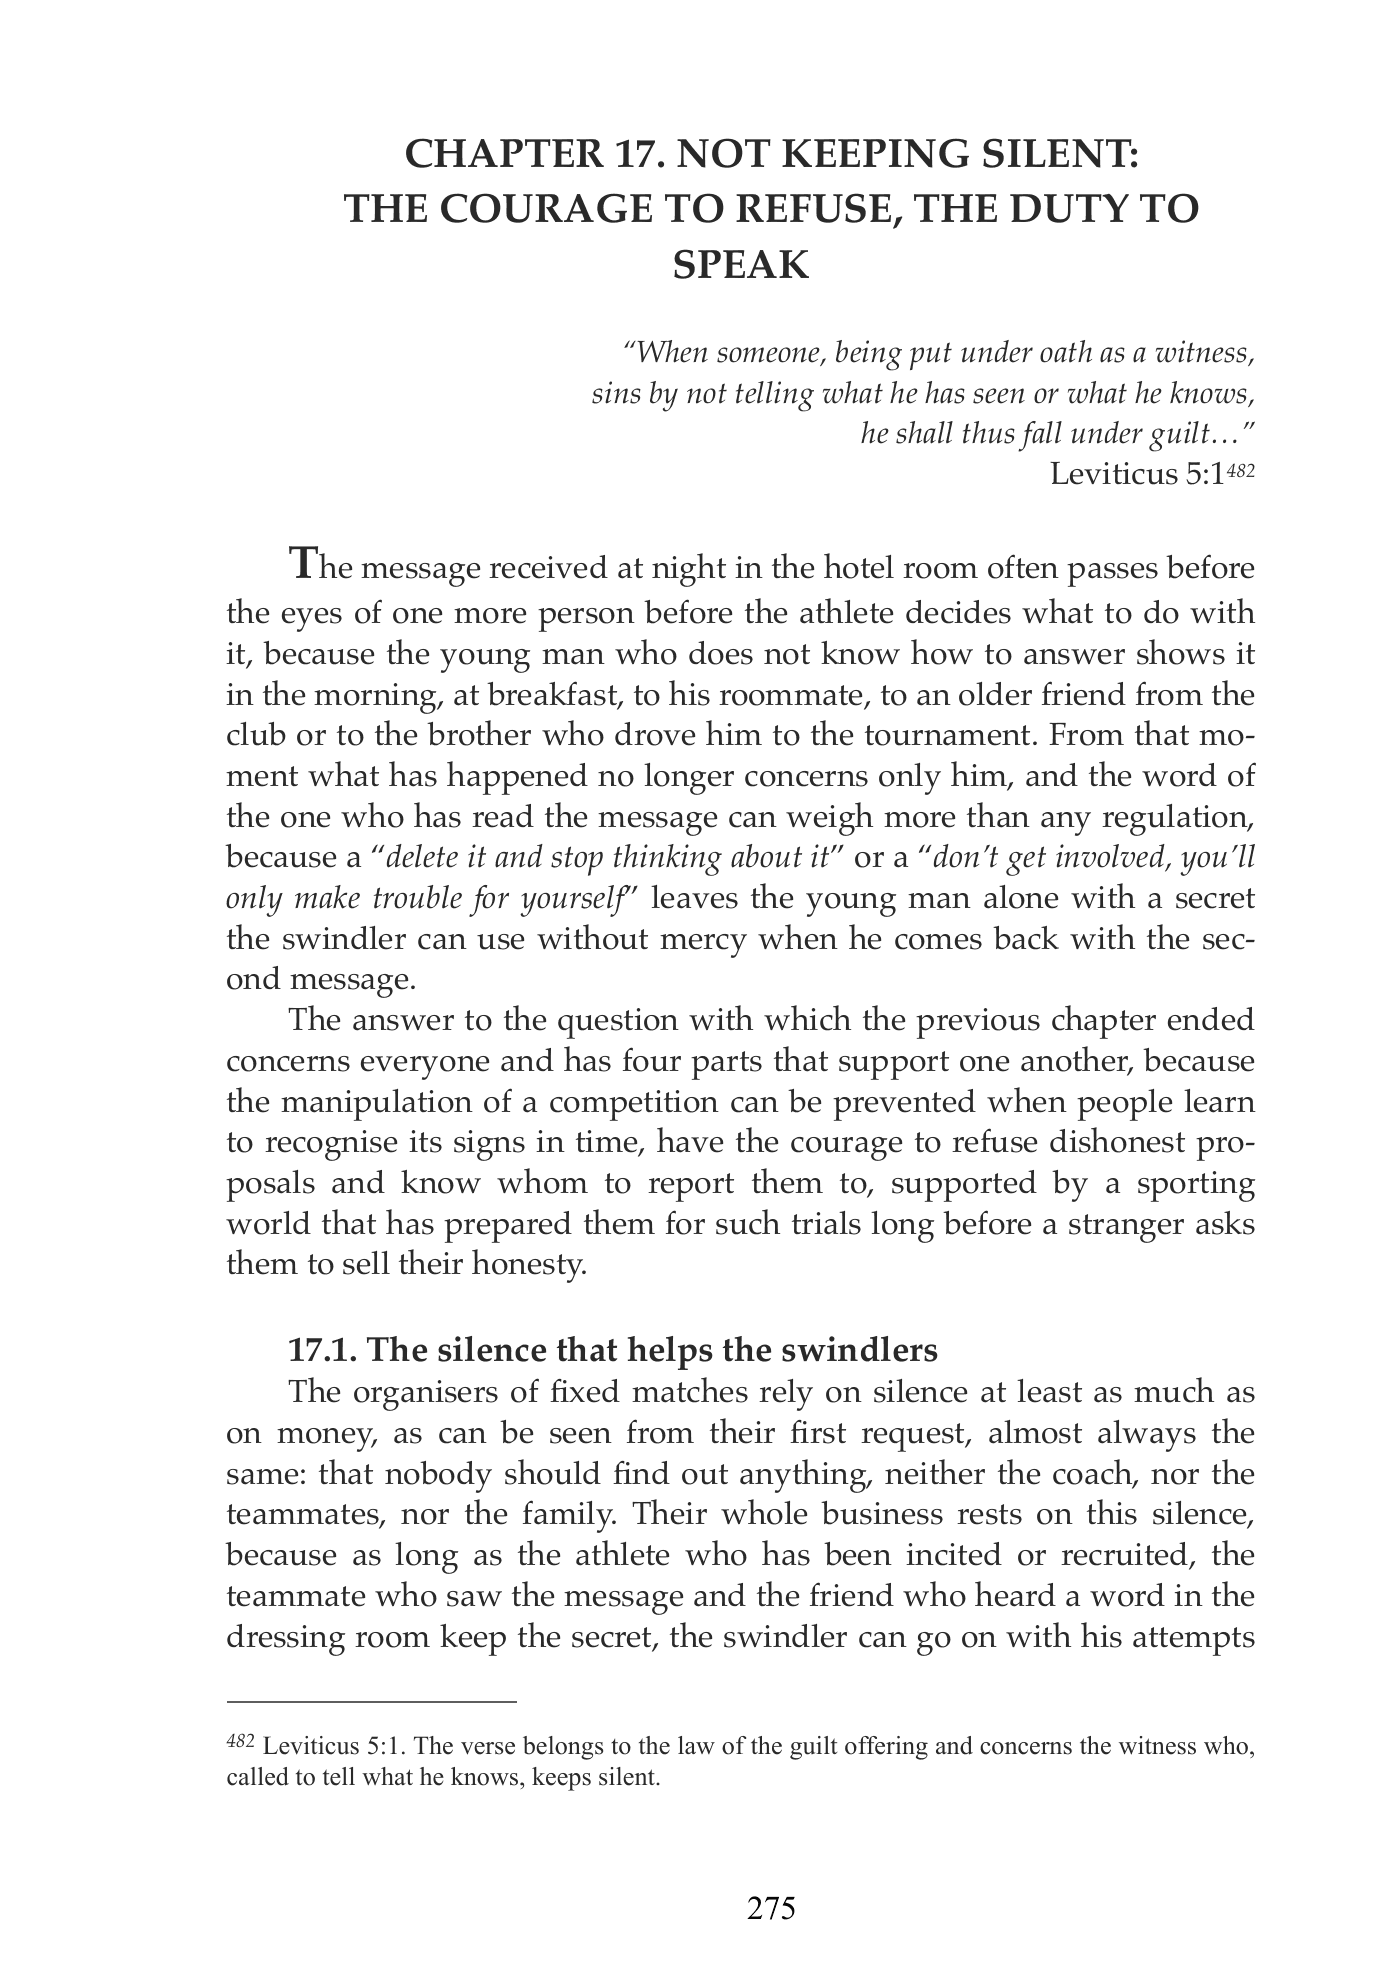 CHAPTER 17. NOT KEEPING SILENT:
THE COURAGE TO REFUSE, THE DUTY TO
SPEAK
“When someone, being put under oath as a witness,
sins by not telling what he has seen or what he knows,
he shall thus fall under guilt…”
Leviticus 5:1482
The message received at night in the hotel room often passes before
the eyes of one more person before the athlete decides what to do with
it, because the young man who does not know how to answer shows it
in the morning, at breakfast, to his roommate, to an older friend from the
club or to the brother who drove him to the tournament. From that mo-
ment what has happened no longer concerns only him, and the word of
the one who has read the message can weigh more than any regulation,
because a “delete it and stop thinking about it” or a “don’t get involved, you’ll
only make trouble for yourself” leaves the young man alone with a secret
the swindler can use without mercy when he comes back with the sec-
ond message.
The answer to the question with which the previous chapter ended
concerns everyone and has four parts that support one another, because
the manipulation of a competition can be prevented when people learn
to recognise its signs in time, have the courage to refuse dishonest pro-
posals and know whom to report them to, supported by a sporting
world that has prepared them for such trials long before a stranger asks
them to sell their honesty.
17.1. The silence that helps the swindlers
The organisers of fixed matches rely on silence at least as much as
on money, as can be seen from their first request, almost always the
same: that nobody should find out anything, neither the coach, nor the
teammates, nor the family. Their whole business rests on this silence,
because as long as the athlete who has been incited or recruited, the
teammate who saw the message and the friend who heard a word in the
dressing room keep the secret, the swindler can go on with his attempts
482 Leviticus 5:1. The verse belongs to the law of the guilt offering and concerns the witness who,
called to tell what he knows, keeps silent.
275